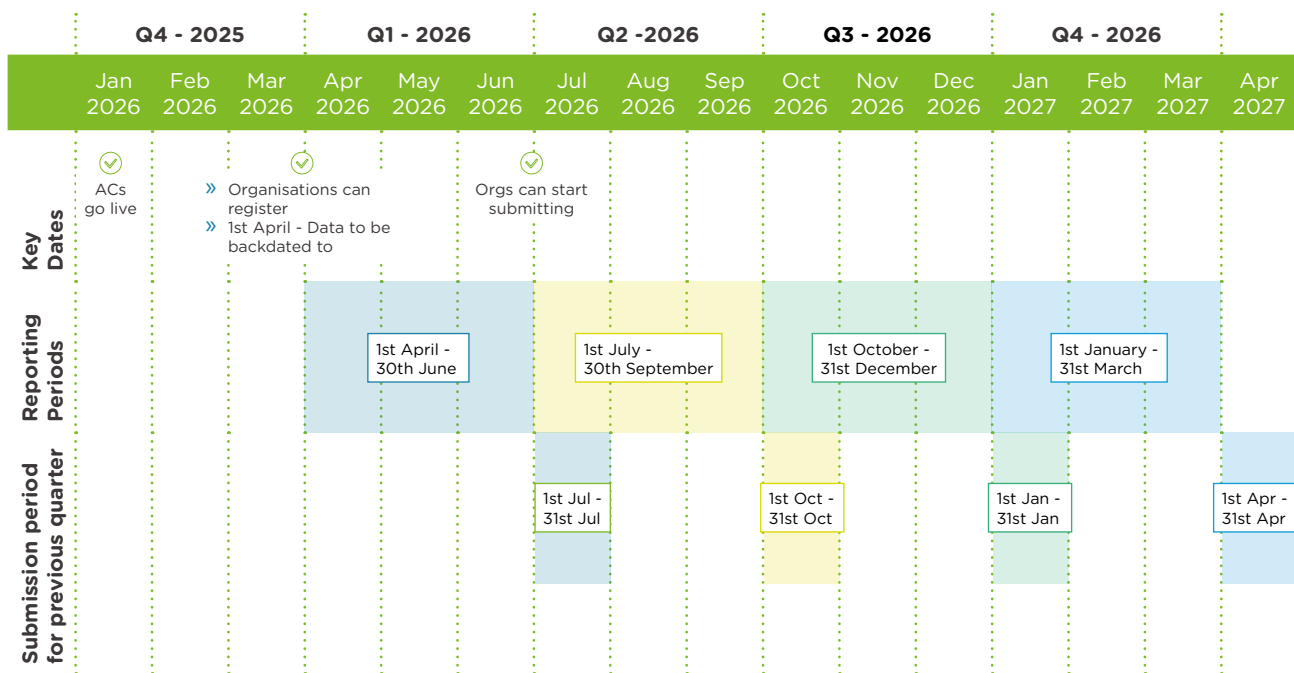 Q4 - 2025
Q1 - 2026
Q2 -2026
Q3 - 2026
Q4 - 2026
Jan
2026
Feb
2026
Mar
2026
Apr
2026
May
2026
Jun
2026
Jul
2026
Aug
2026
Sep
2026
Oct
2026
Nov
2026
Dec
2026
Jan
2027
Feb
2027
Mar
2027
Apr
2027
Key
Dates
ACs
go live
» Organisations can
register
» 1st April - Data to be
backdated to
Orgs can start
submitting
Reporting
Periods
1st April -
30th June
1st July -
30th September
1st October -
31st December
1st January -
31st March
Submission period
for previous quarter
1st Jul -
31st Jul
1st Oct -
31st Oct
1st Jan -
31st Jan
1st Apr -
31st Apr